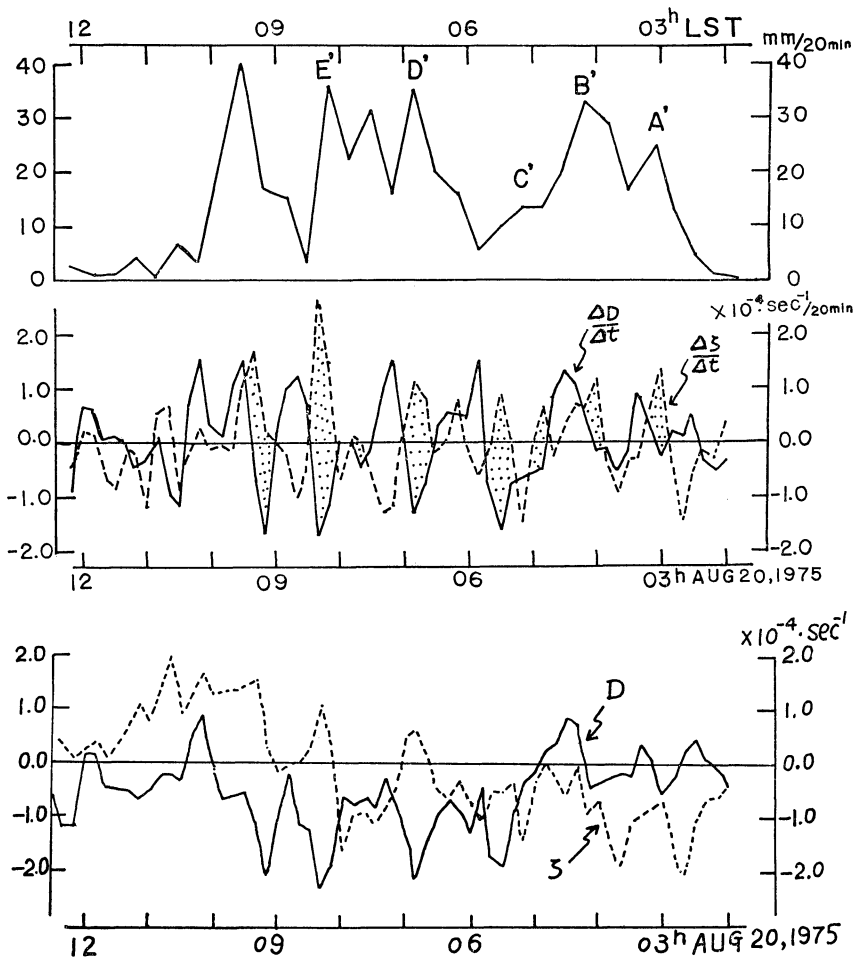 12 09 06 03h LST
mm/20min
40 40
30 30
20 20
10 10
0 0
E' D' B' A' C'
×10⁻⁴·sec⁻¹/20min
2.0 2.0
1.0 1.0
0.0 0.0
-1.0 -1.0
-2.0 -2.0
ΔD/Δt
Δζ/Δt
12 09 06 03h AUG 20, 1975
×10⁻⁴·sec⁻¹
2.0 2.0
1.0 1.0
0.0 0.0
-1.0 -1.0
-2.0 -2.0
D
ζ
12 09 06 03h AUG 20, 1975